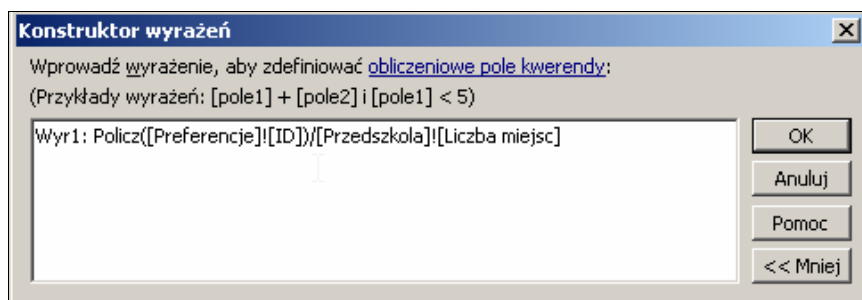 Konstruktor wyrażeń
Wprowadź wyrażenie, aby zdefiniować obliczeniowe pole kwerendy:
(Przykłady wyrażeń: [pole1] + [pole2] i [pole1] < 5)
Wyr1: Policz([Preferencje]![ID])/[Przedszkola]![Liczba miejsc]
OK
Anuluj
Pomoc
<< Mniej